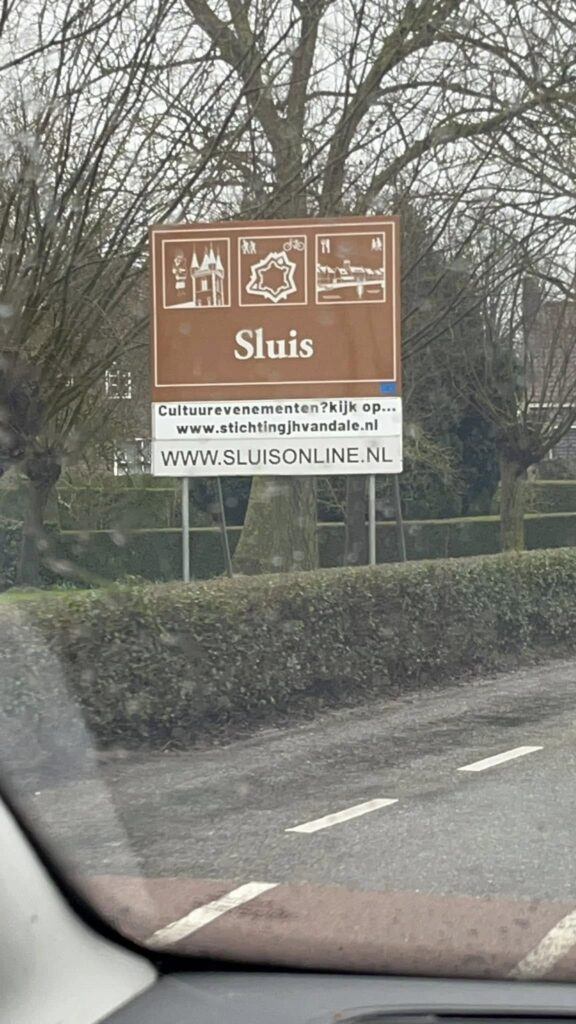 Sluis
Cultuurevenementen?kijk op...
www.stichtingjhvandale.nl
WWW.SLUISONLINE.NL